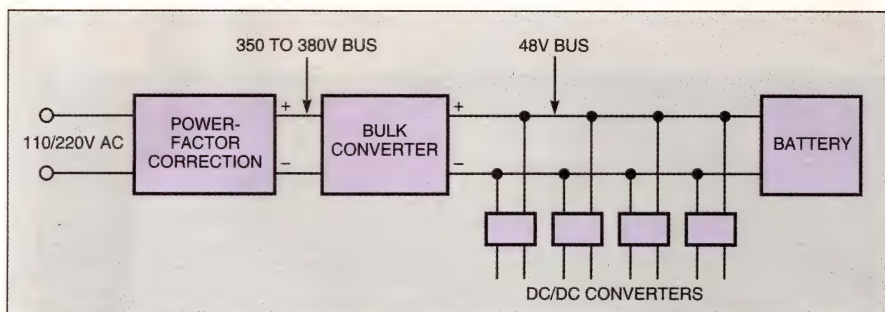 350 TO 380V BUS
48V BUS
110/220V AC
POWER-
FACTOR
CORRECTION
+
−
BULK
CONVERTER
+
−
BATTERY
DC/DC CONVERTERS